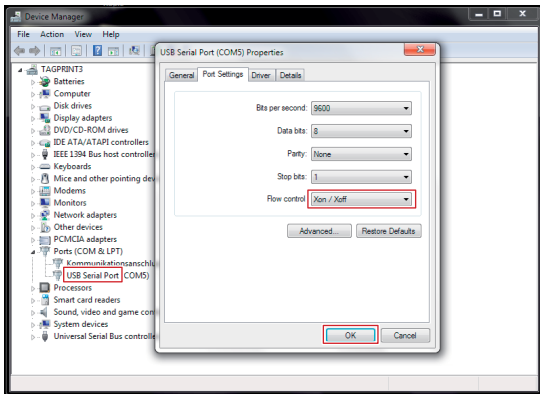 Device Manager
File Action View Help
TAGPRINT3
Batteries
Computer
Disk drives
Display adapters
DVD/CD-ROM drives
IDE ATA/ATAPI controllers
IEEE 1394 Bus host controlle
Keyboards
Mice and other pointing dev
Modems
Monitors
Network adapters
Other devices
PCMCIA adapters
Ports (COM & LPT)
Kommunikationsanschlu
USB Serial Port (COM5)
Processors
Smart card readers
Sound, video and game con
System devices
Universal Serial Bus controlle
USB Serial Port (COM5) Properties
General Port Settings Driver Details
Bits per second: 9600
Data bits: 8
Parity: None
Stop bits: 1
Flow control Xon / Xoff
Advanced... Restore Defaults
OK Cancel